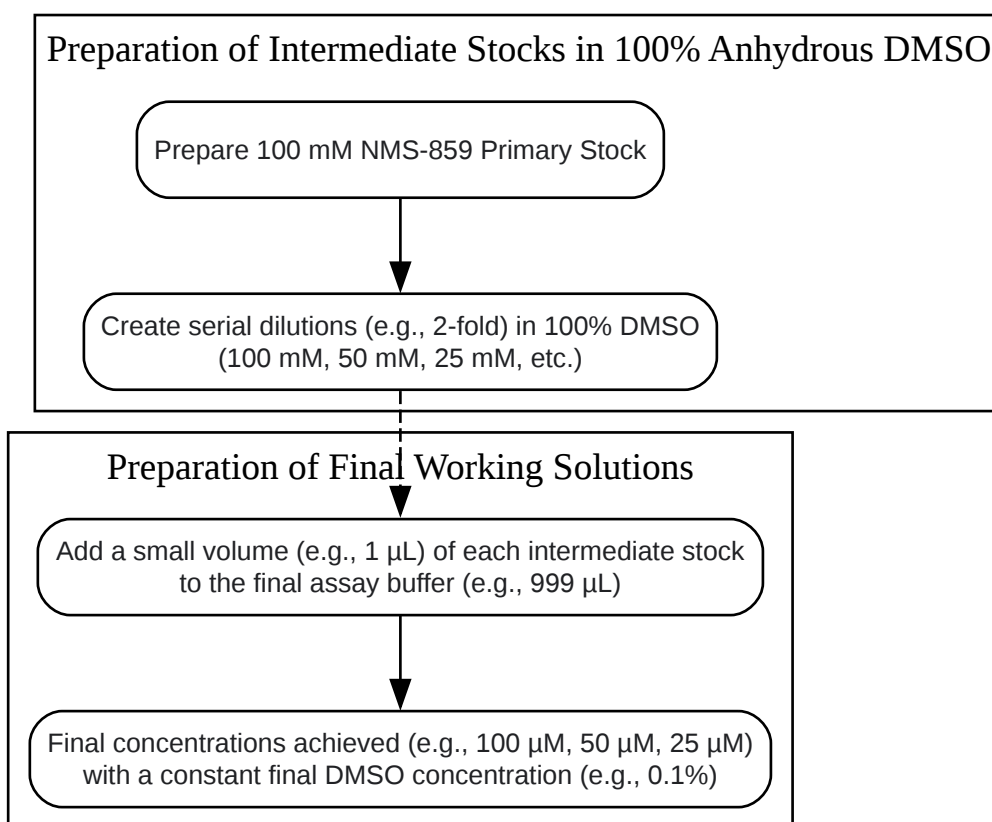 Preparation of Intermediate Stocks in 100% Anhydrous DMSO
Prepare 100 mM NMS-859 Primary Stock
Create serial dilutions (e.g., 2-fold) in 100% DMSO
(100 mM, 50 mM, 25 mM, etc.)
Preparation of Final Working Solutions
Add a small volume (e.g., 1 µL) of each intermediate stock
to the final assay buffer (e.g., 999 µL)
Final concentrations achieved (e.g., 100 µM, 50 µM, 25 µM)
with a constant final DMSO concentration (e.g., 0.1%)